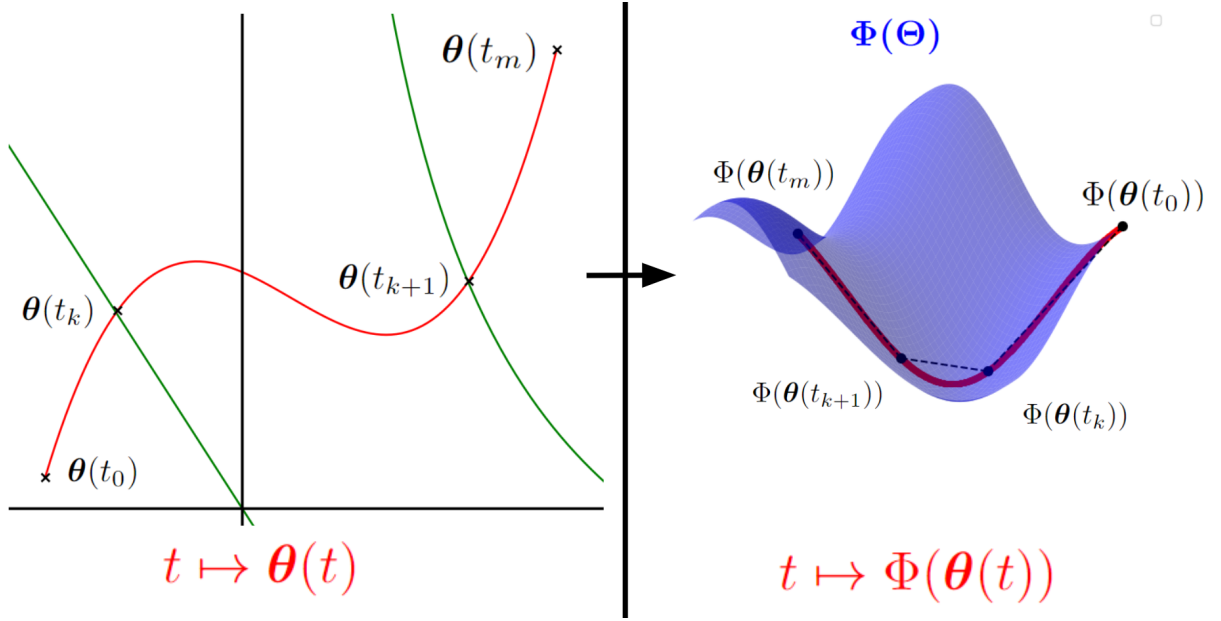 θ(t_m)
θ(t_{k+1})
θ(t_k)
θ(t_0)
t ↦ θ(t)
Φ(Θ)
Φ(θ(t_m))
Φ(θ(t_0))
Φ(θ(t_{k+1}))
Φ(θ(t_k))
t ↦ Φ(θ(t))